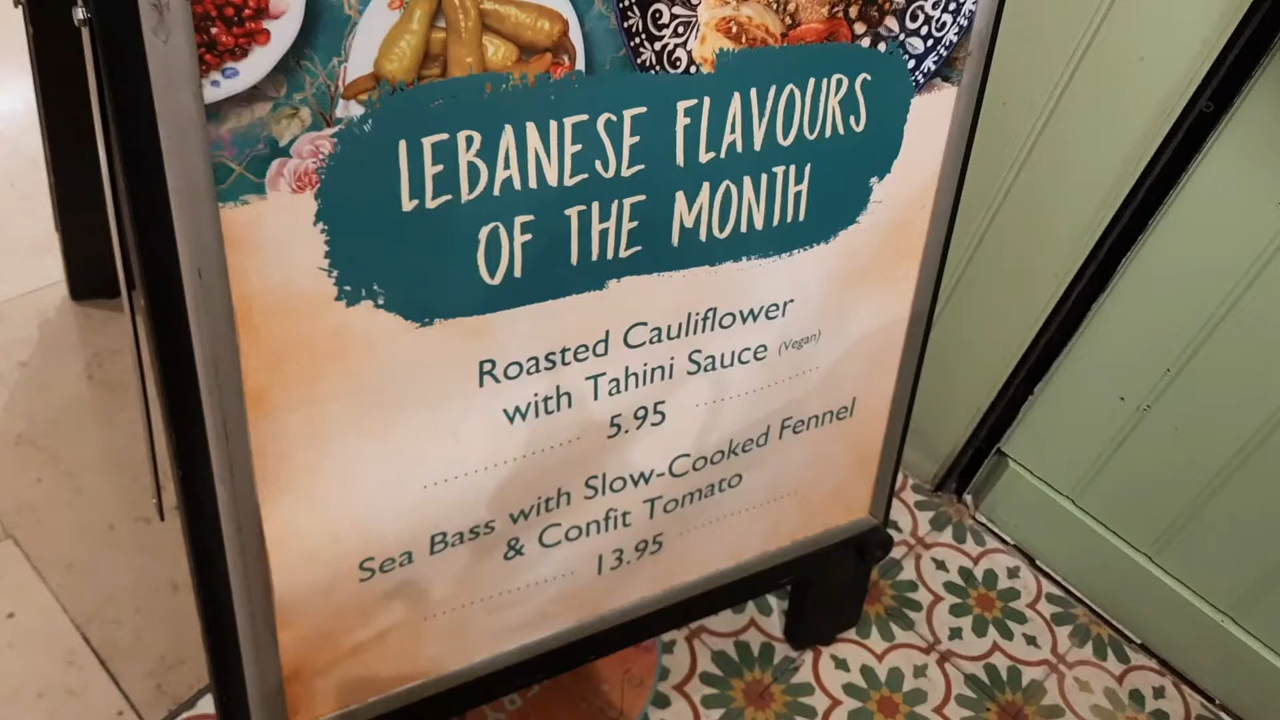 LEBANESE FLAVOURS
OF THE MONTH
Roasted Cauliflower
with Tahini Sauce (Vegan)
5.95
Sea Bass with Slow-Cooked Fennel
& Confit Tomato
13.95